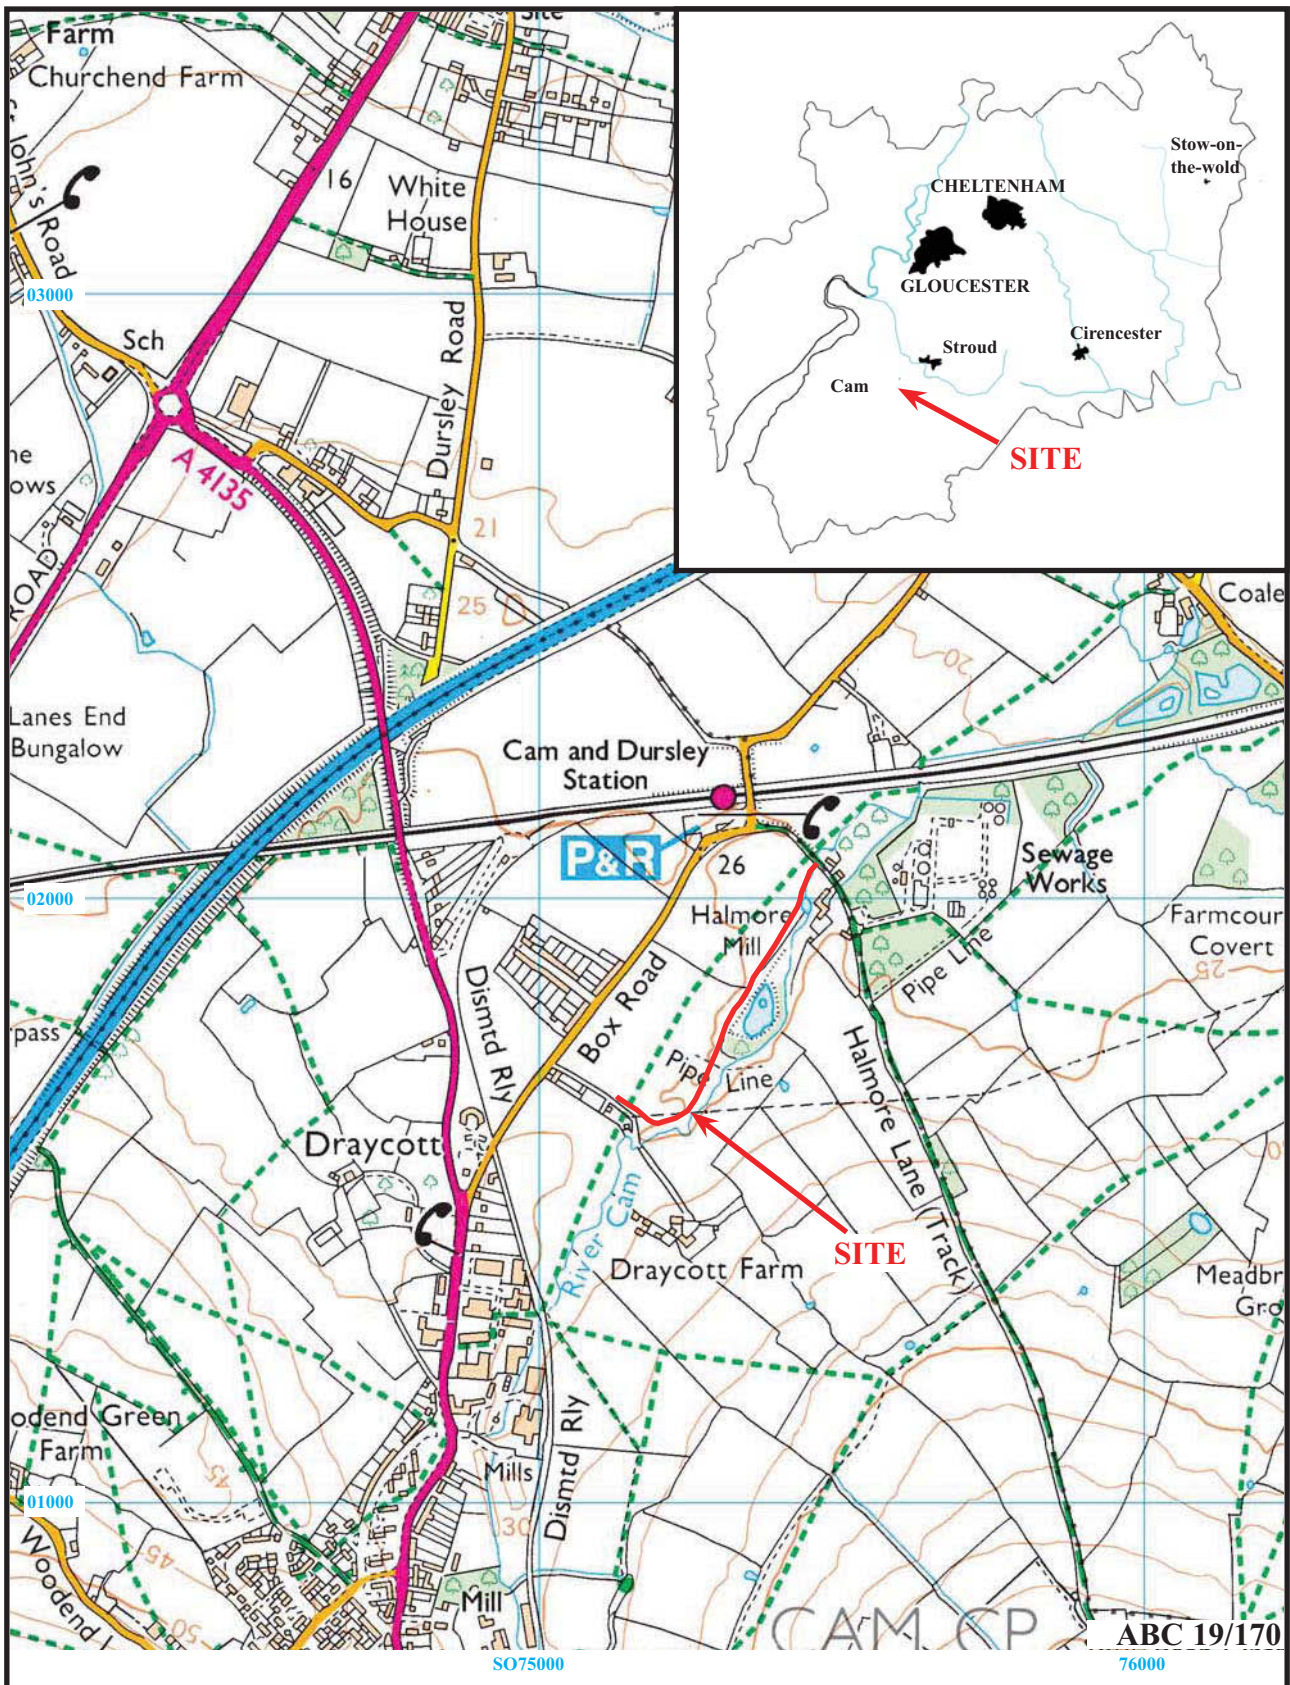 Site
Farm
Churchend Farm
St John's Road
16
White
House
03000
Sch
Dursley Road
A 4135
21
25
ROAD
Lanes End
Bungalow
Stow-on-
the-wold
CHELTENHAM
GLOUCESTER
Cirencester
Stroud
Cam
SITE
Coale
20
Cam and Dursley
Station
P&R
26
Sewage
Works
02000
Halmore
Mill
Farmcour
Covert
25
Pipe Line
pass
Box Road
Dismtd Rly
Pipe Line
Halmore Lane (Track)
Draycott
River Cam
SITE
Draycott Farm
Meadbr
Gro
odend Green
Farm
45
Mills
Dismtd Rly
01000
30
Woodend
45
50
Mill
CAM CP
ABC 19/170
SO75000
76000